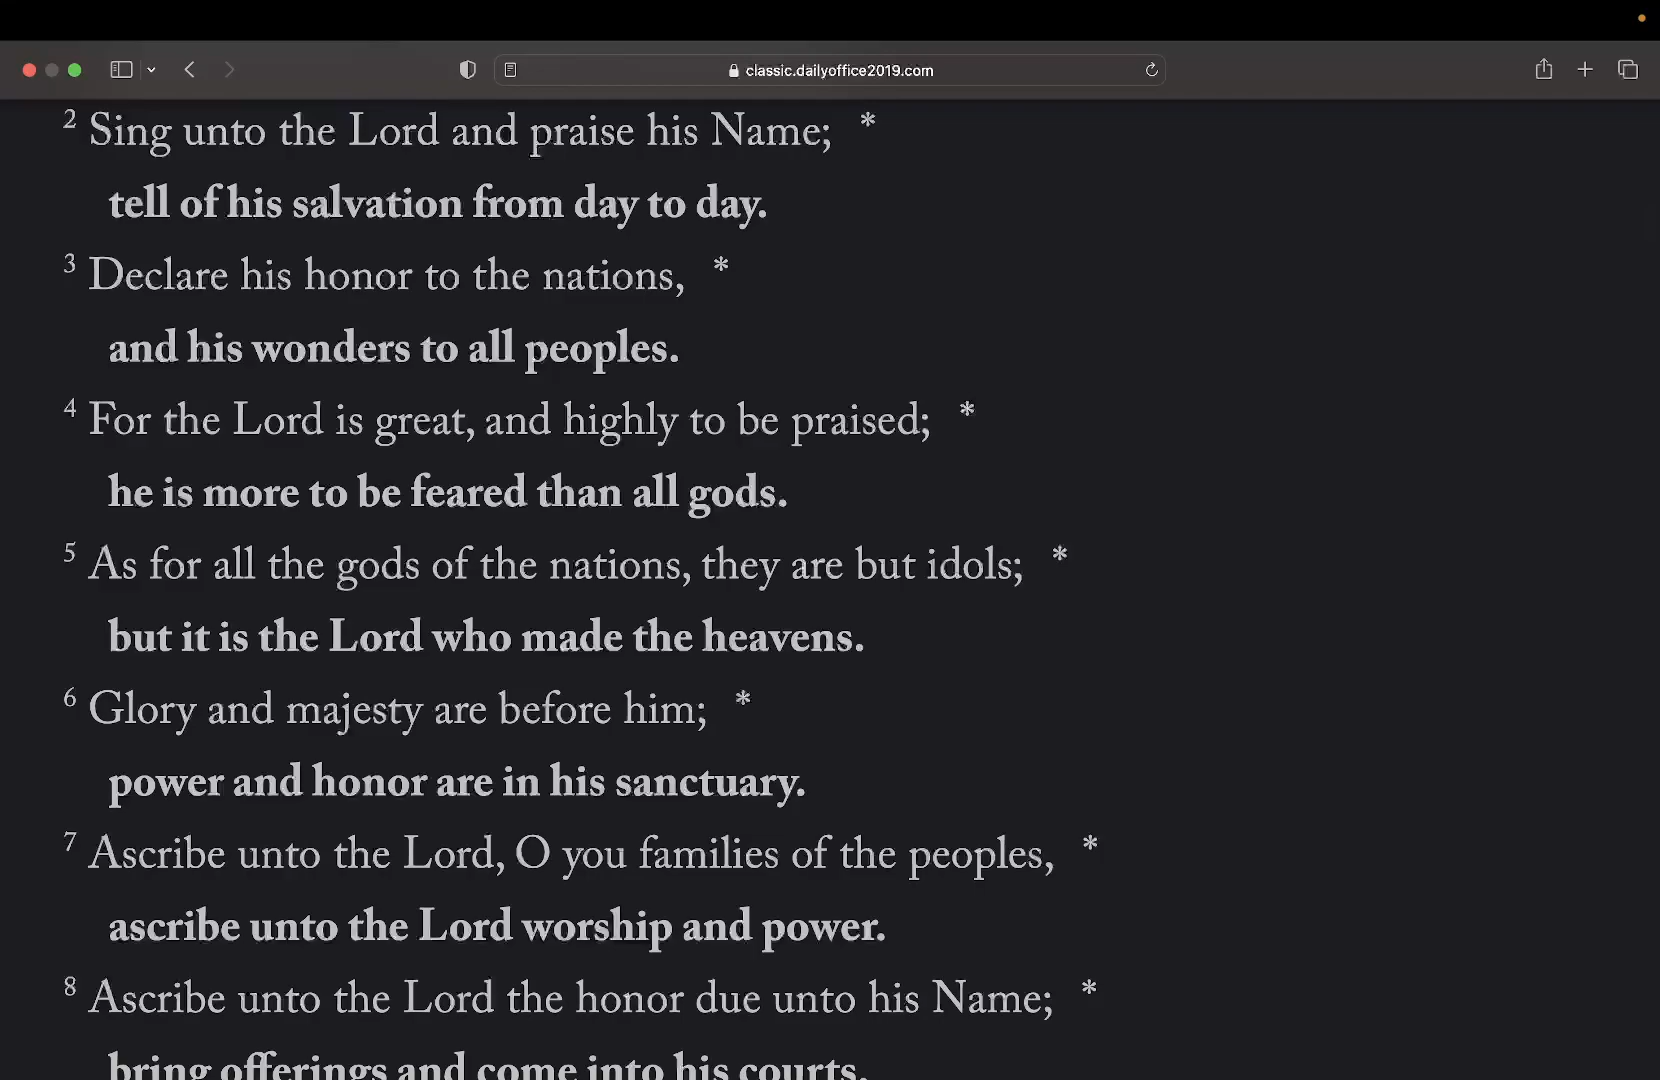 classic.dailyoffice2019.com
2 Sing unto the Lord and praise his Name; *
tell of his salvation from day to day.
3 Declare his honor to the nations, *
and his wonders to all peoples.
4 For the Lord is great, and highly to be praised; *
he is more to be feared than all gods.
5 As for all the gods of the nations, they are but idols; *
but it is the Lord who made the heavens.
6 Glory and majesty are before him; *
power and honor are in his sanctuary.
7 Ascribe unto the Lord, O you families of the peoples, *
ascribe unto the Lord worship and power.
8 Ascribe unto the Lord the honor due unto his Name; *
bring offerings and come into his courts.